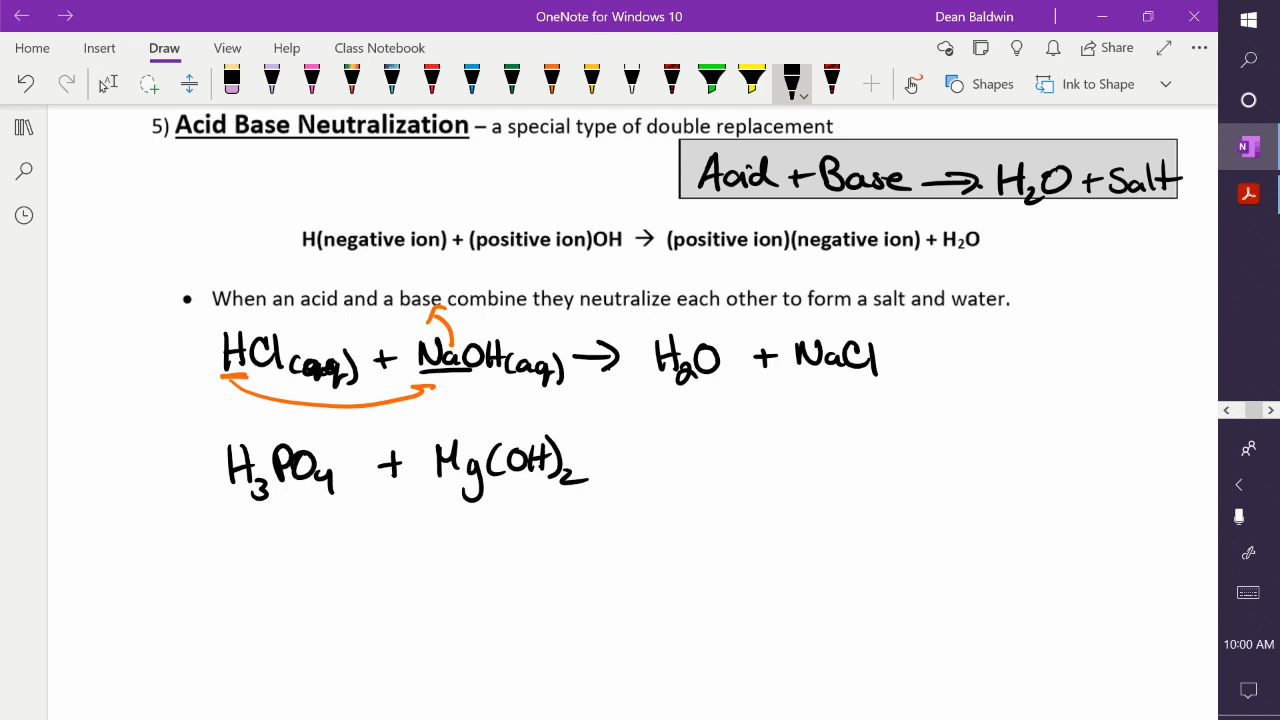 OneNote for Windows 10
Dean Baldwin
Home Insert Draw View Help Class Notebook
Share
Shapes
Ink to Shape
5) Acid Base Neutralization – a special type of double replacement
Acid + Base → H₂O + Salt
H(negative ion) + (positive ion)OH → (positive ion)(negative ion) + H₂O
• When an acid and a base combine they neutralize each other to form a salt and water.
HCl(aq) + NaOH(aq) → H₂O + NaCl
H₃PO₄ + Mg(OH)₂
N
10:00 AM